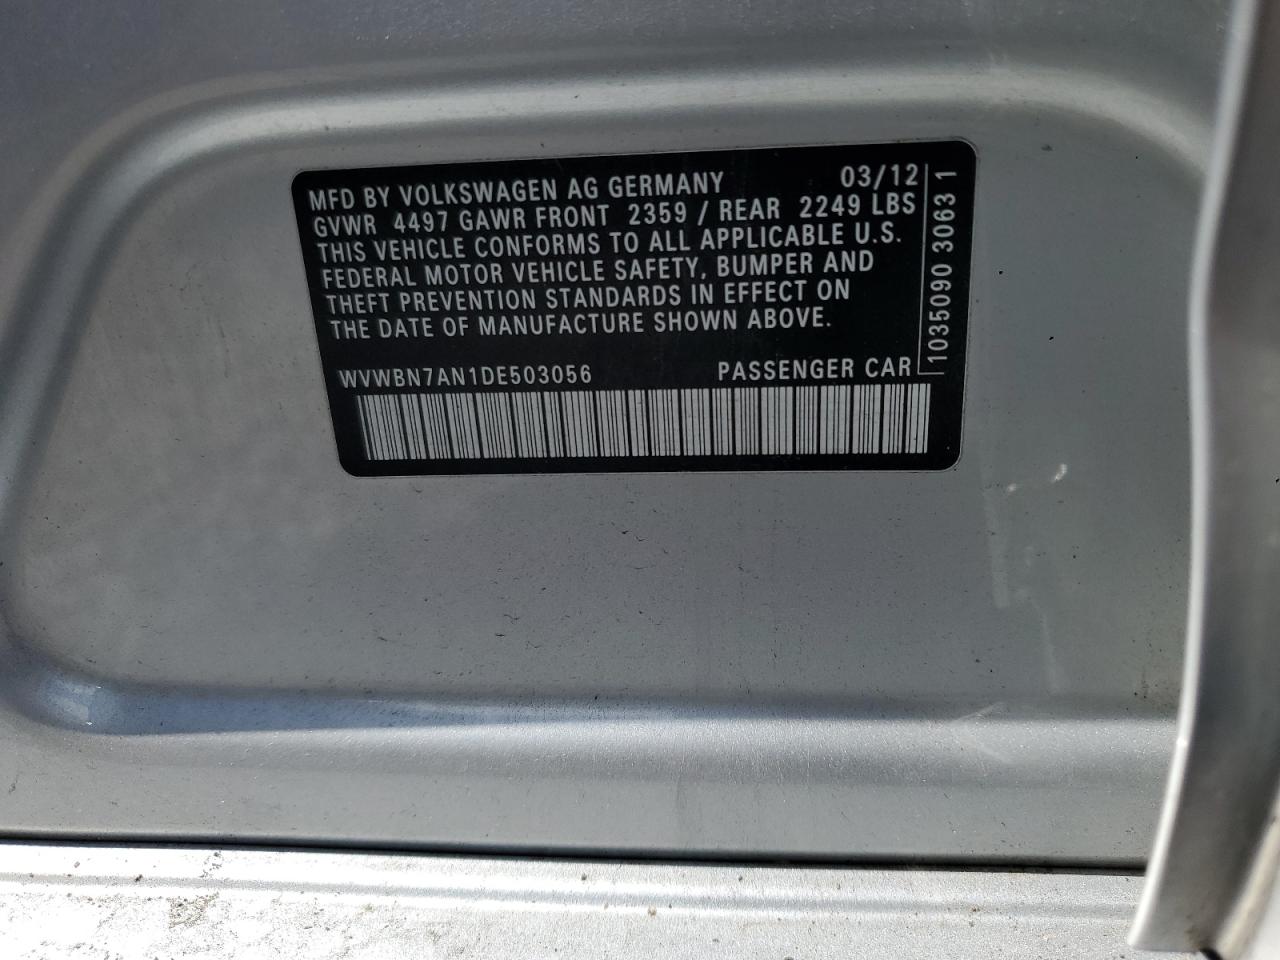 MFD BY VOLKSWAGEN AG GERMANY 03/12
GVWR 4497 GAWR FRONT 2359 / REAR 2249 LBS
THIS VEHICLE CONFORMS TO ALL APPLICABLE U.S.
FEDERAL MOTOR VEHICLE SAFETY, BUMPER AND
THEFT PREVENTION STANDARDS IN EFFECT ON
THE DATE OF MANUFACTURE SHOWN ABOVE.
WVWBN7AN1DE503056 PASSENGER CAR
1035090 30631